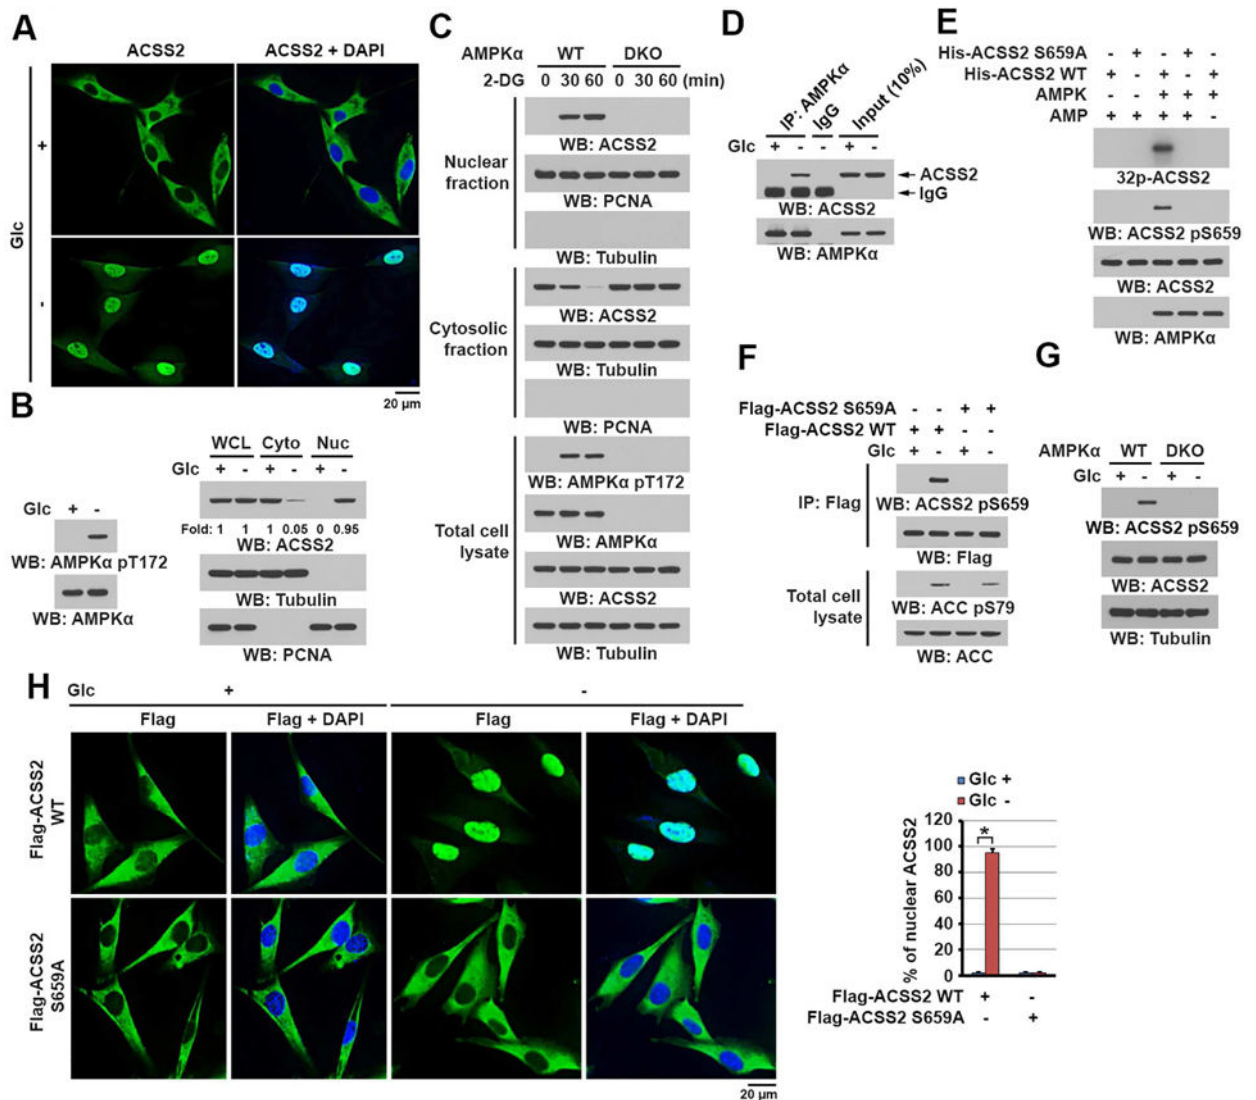 A
ACSS2 ACSS2 + DAPI
Glc
+
-
20 µm
B
Glc + -
WB: AMPKα pT172
WB: AMPKα
WCL Cyto Nuc
Glc + - + - + -
Fold: 1 1 1 0.05 0 0.95
WB: ACSS2
WB: Tubulin
WB: PCNA
C
AMPKα WT DKO
2-DG 0 30 60 0 30 60 (min)
Nuclear fraction
WB: ACSS2
WB: PCNA
WB: Tubulin
Cytosolic fraction
WB: ACSS2
WB: Tubulin
WB: PCNA
Total cell lysate
WB: AMPKα pT172
WB: AMPKα
WB: ACSS2
WB: Tubulin
D
IP: AMPKα IgG Input (10%)
Glc + - - + -
ACSS2
IgG
WB: ACSS2
WB: AMPKα
E
His-ACSS2 S659A - + - + -
His-ACSS2 WT + - + - +
AMPK - - + + +
AMP + + + + -
32p-ACSS2
WB: ACSS2 pS659
WB: ACSS2
WB: AMPKα
F
Flag-ACSS2 S659A - - + +
Flag-ACSS2 WT + + - -
Glc + - + -
IP: Flag
WB: ACSS2 pS659
WB: Flag
Total cell lysate
WB: ACC pS79
WB: ACC
G
AMPKα WT DKO
Glc + - + -
WB: ACSS2 pS659
WB: ACSS2
WB: Tubulin
H
Glc + -
Flag Flag + DAPI Flag Flag + DAPI
Flag-ACSS2 WT
Flag-ACSS2 S659A
20 µm
Glc +
Glc -
% of nuclear ACSS2
120
100
80
60
40
20
0
*
Flag-ACSS2 WT + -
Flag-ACSS2 S659A - +